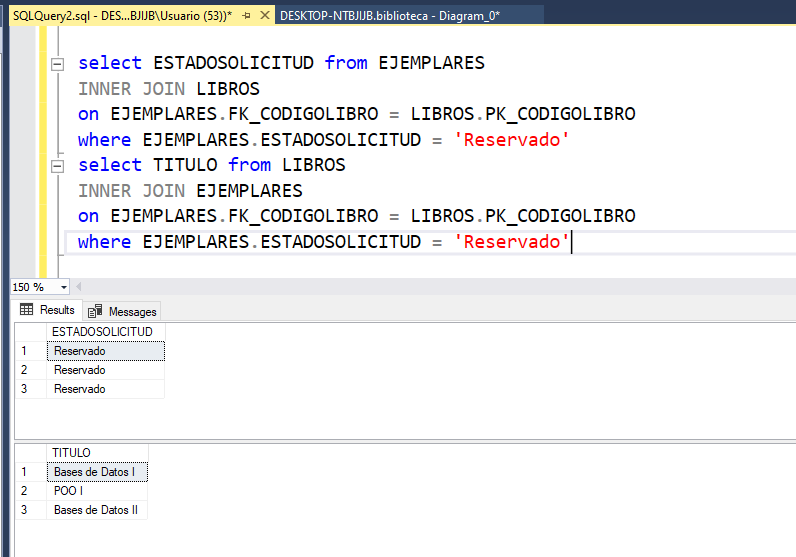 SQLQuery2.sql - DES...BJIJB\Usuario (53))* DESKTOP-NTBJIJB.biblioteca - Diagram_0*
select ESTADOSOLICITUD from EJEMPLARES
INNER JOIN LIBROS
on EJEMPLARES.FK_CODIGOLIBRO = LIBROS.PK_CODIGOLIBRO
where EJEMPLARES.ESTADOSOLICITUD = 'Reservado'
select TITULO from LIBROS
INNER JOIN EJEMPLARES
on EJEMPLARES.FK_CODIGOLIBRO = LIBROS.PK_CODIGOLIBRO
where EJEMPLARES.ESTADOSOLICITUD = 'Reservado'
150 %
Results Messages
ESTADOSOLICITUD
1 Reservado
2 Reservado
3 Reservado
TITULO
1 Bases de Datos I
2 POO I
3 Bases de Datos II